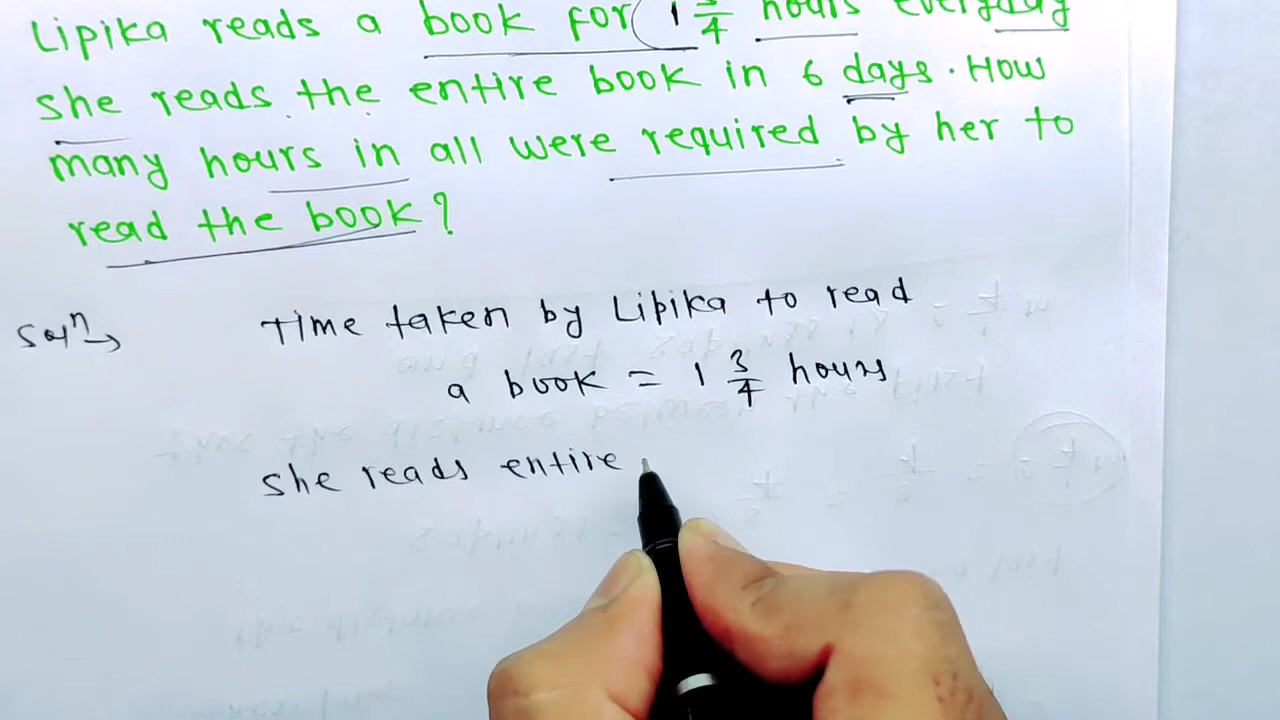 Lipika reads a book for 1 3/4 hours everyday
she reads the entire book in 6 days. How
many hours in all were required by her to
read the book?
Solⁿ→ Time taken by Lipika to read
a book = 1 3/4 hours
she reads entire